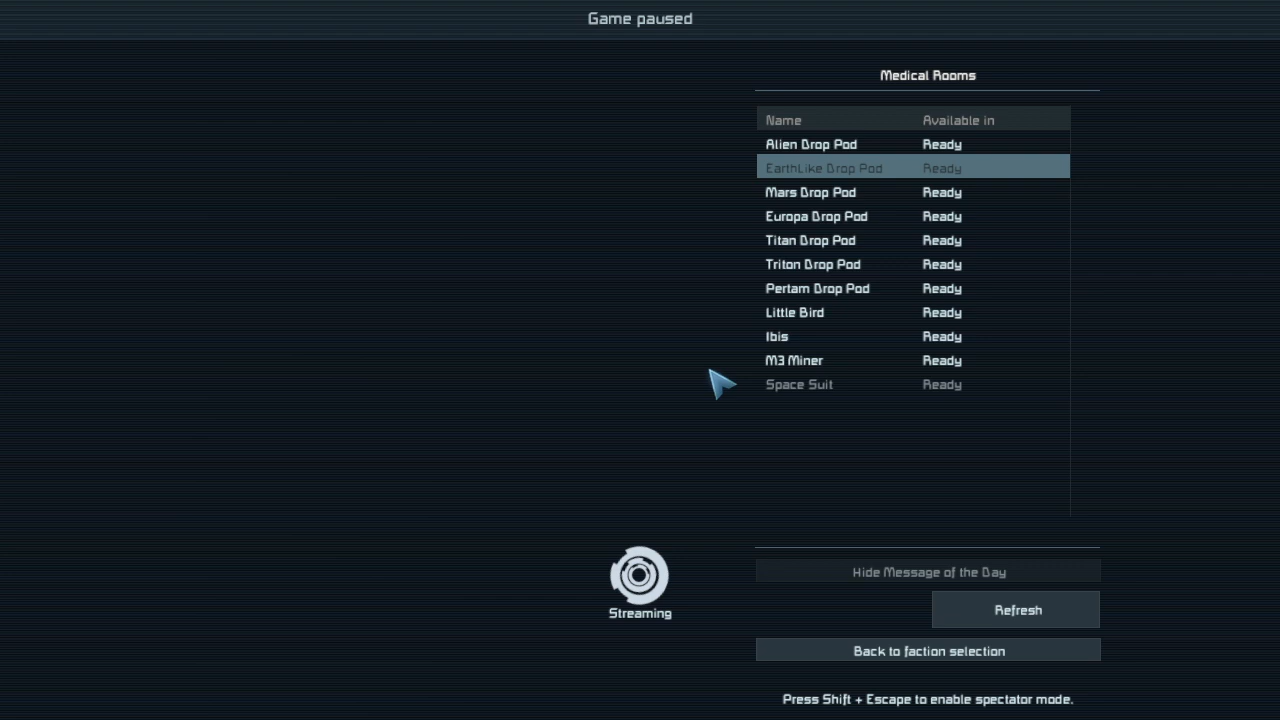 Game paused
Medical Rooms
Name Available in
Alien Drop Pod Ready
EarthLike Drop Pod Ready
Mars Drop Pod Ready
Europa Drop Pod Ready
Titan Drop Pod Ready
Triton Drop Pod Ready
Pertam Drop Pod Ready
Little Bird Ready
Ibis Ready
M3 Miner Ready
Space Suit Ready
Streaming
Hide Message of the Day
Refresh
Back to faction selection
Press Shift + Escape to enable spectator mode.